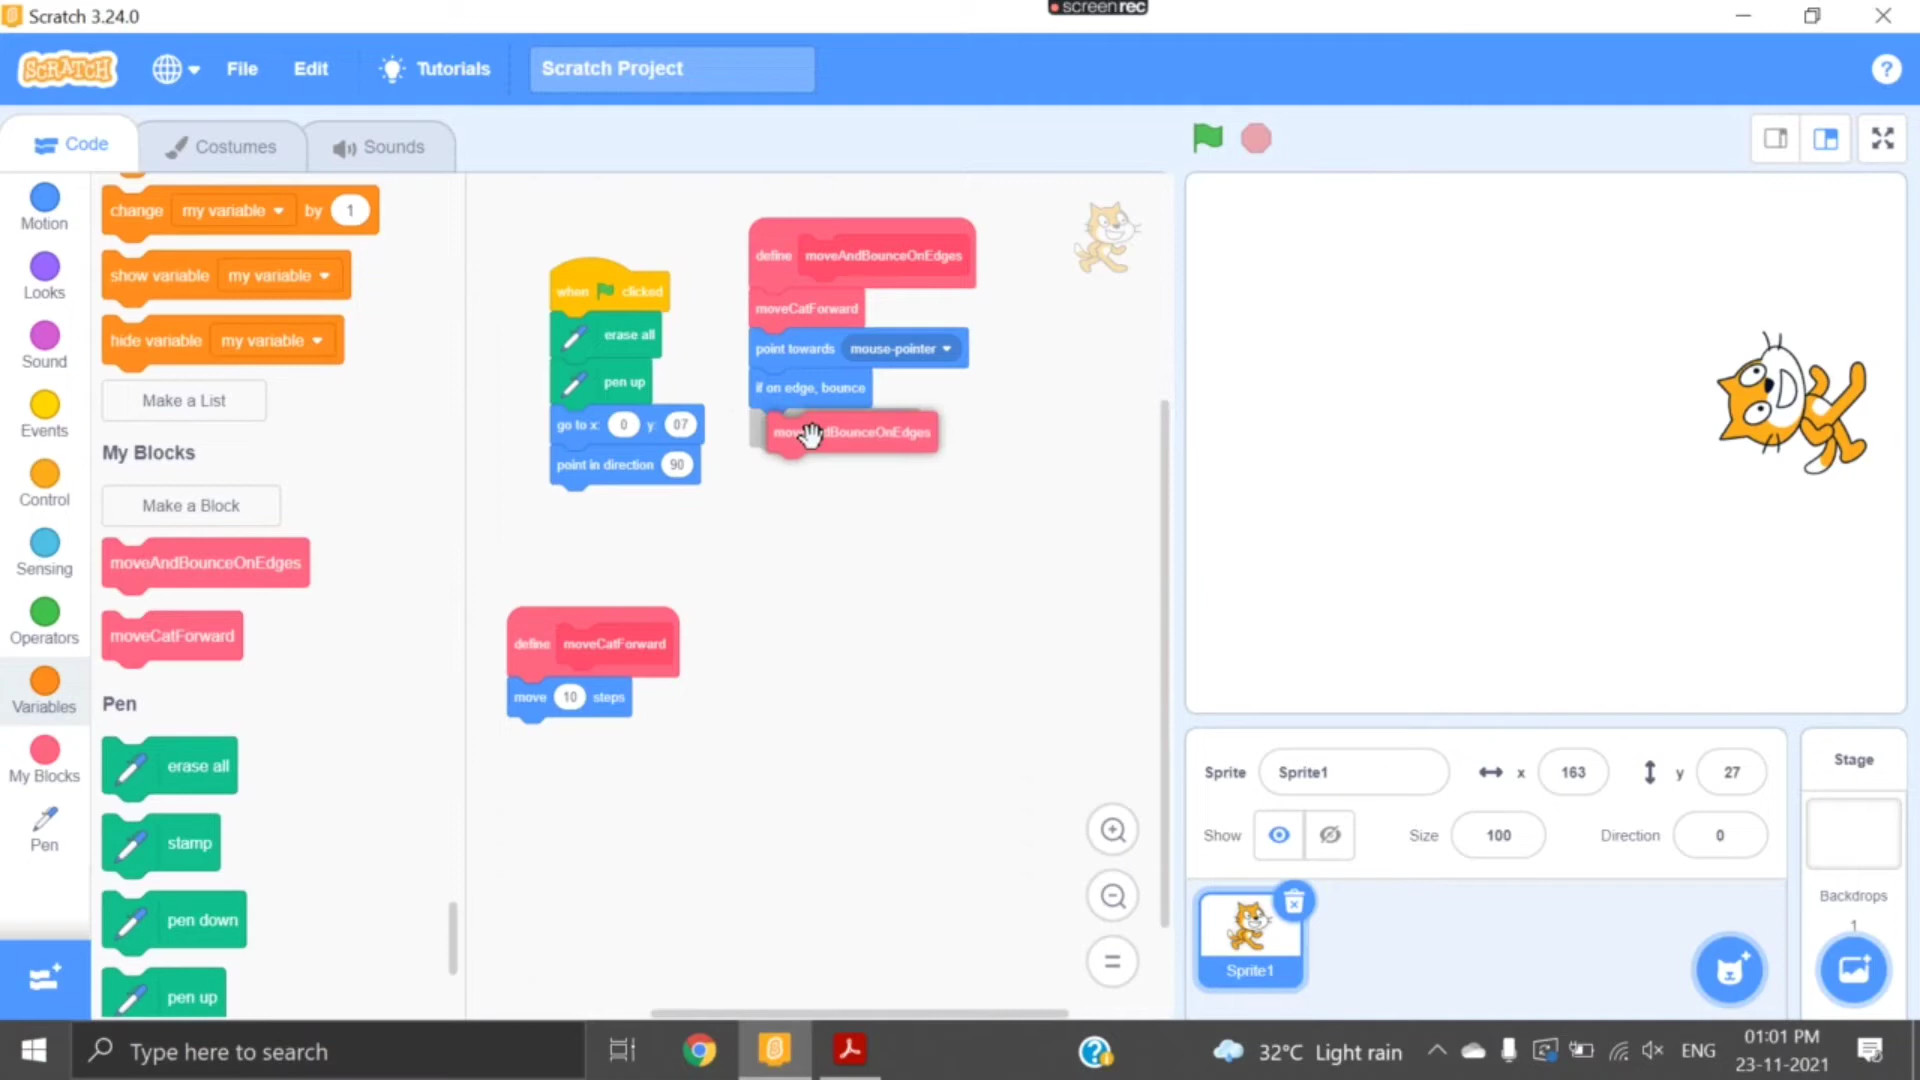 Scratch 3.24.0
screenrec
SCRATCH
File
Edit
Tutorials
Scratch Project
?
Code
Costumes
Sounds
Motion
Looks
Sound
Events
Control
Sensing
Operators
Variables
My Blocks
Pen
change my variable by 1
show variable my variable
hide variable my variable
Make a List
My Blocks
Make a Block
moveAndBounceOnEdges
moveCatForward
Pen
erase all
stamp
pen down
pen up
when clicked
erase all
pen up
go to x: 0 y: 07
point in direction 90
define moveAndBounceOnEdges
moveCatForward
point towards mouse-pointer
if on edge, bounce
dBounceOnEdges
define moveCatForward
move 10 steps
Sprite Sprite1 x 163 y 27
Show Size 100 Direction 0
Sprite1
Stage
Backdrops
1
Type here to search
32°C Light rain
ENG
01:01 PM
23-11-2021